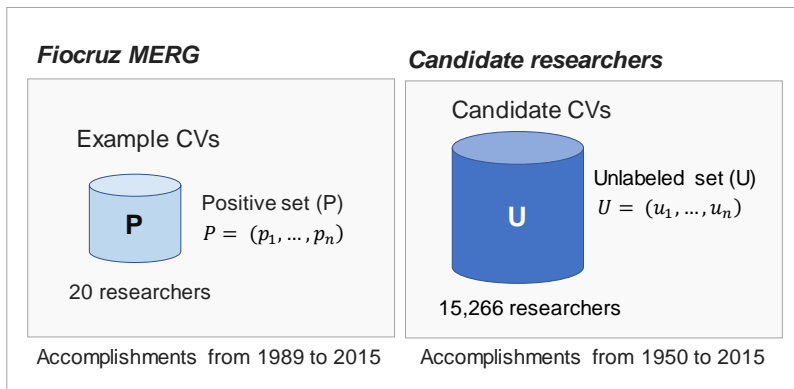 Fiocruz MERG
Example CVs
P
Positive set (P)
𝑃 = (𝑝₁, … , 𝑝ₙ)
20 researchers
Accomplishments from 1989 to 2015
Candidate researchers
Candidate CVs
U
Unlabeled set (U)
𝑈 = (𝑢₁, … , 𝑢ₙ)
15,266 researchers
Accomplishments from 1950 to 2015